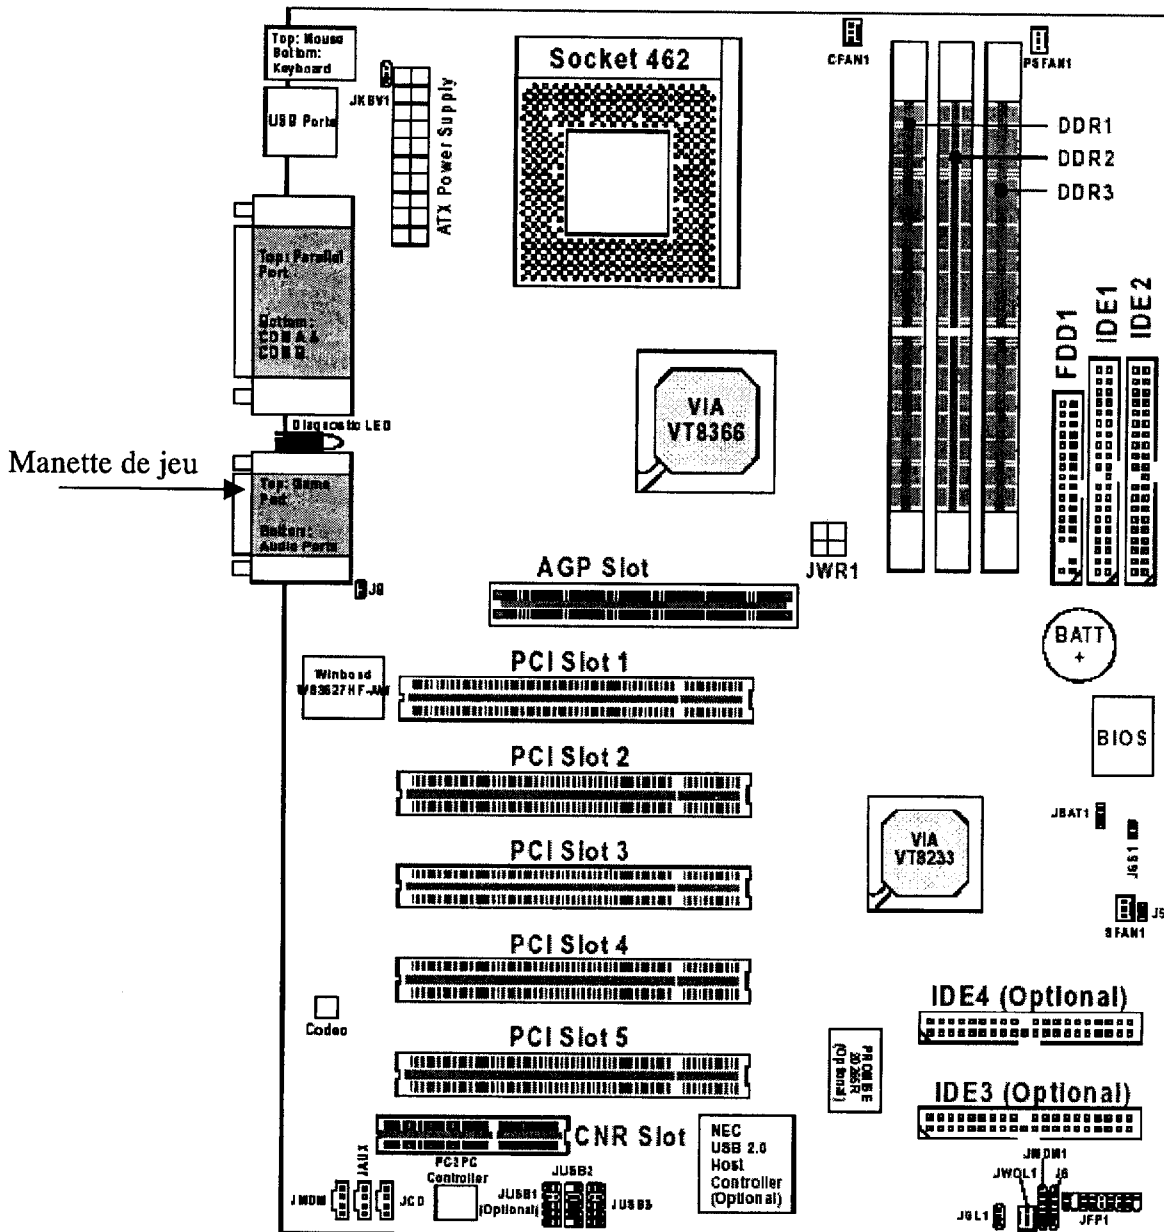 Top: Mouse
Bottom:
Keyboard
USB Ports
JKBV1
ATX Power Supply
Socket 462
CFAN1
PSFAN1
DDR1
DDR2
DDR3
Top: Parallel
Port
Bottom:
COM A
COM B
Diagnostic LED
VIA
VT8366
FDD1
IDE1
IDE2
Manette de jeu
Top: Game
Bottom:
Audio Ports
J9
JWR1
AGP Slot
BATT
+
PCI Slot 1
Winbond
W83627HF-AW
BIOS
PCI Slot 2
JBAT1
JGS1
VIA
VT8233
PCI Slot 3
SFAN1
PCI Slot 4
IDE4 (Optional)
Codec
PCI Slot 5
PROMISE
20265R
(Optional)
IDE3 (Optional)
CNR Slot
NEC
USB 2.0
Host
Controller
(Optional)
PC2PC
Controller
JMDM
JAUX
JCD
JUSB1
(Optional)
JUSB2
JUSB3
JMDM1
JWOL1
J6
JGL1
JFP1